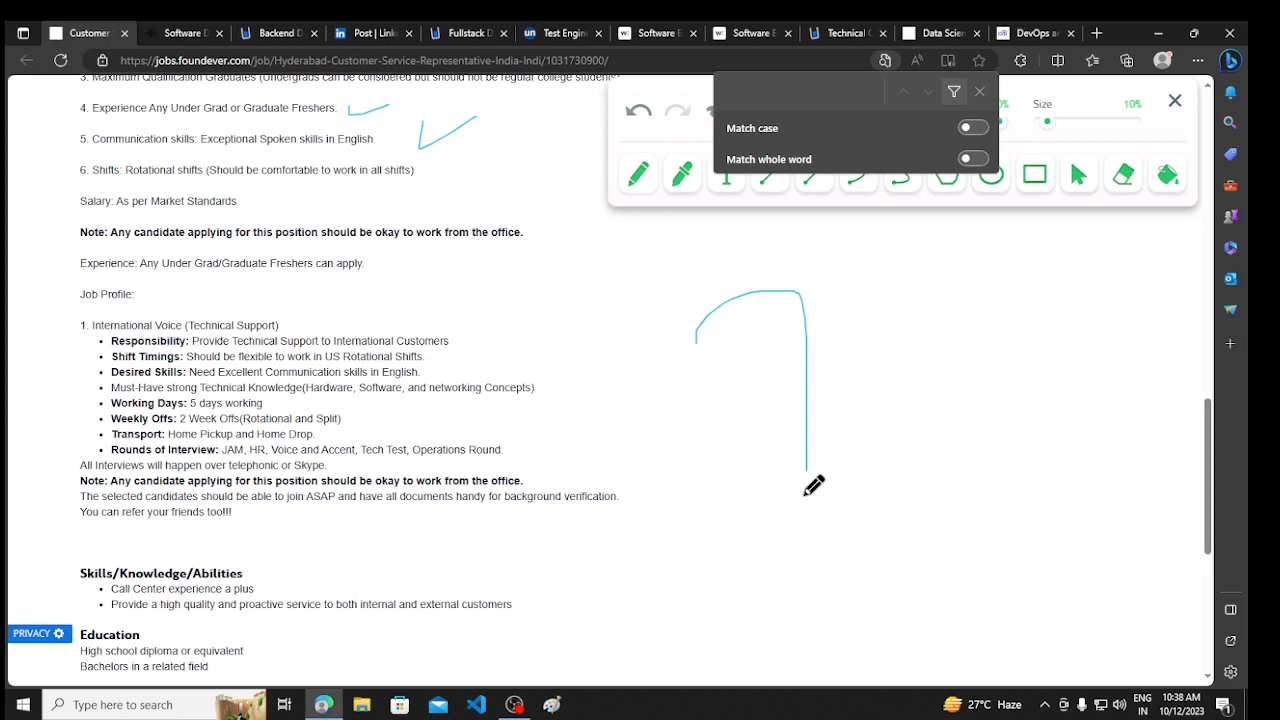 Customer
Software D
Backend D
Post | Link
Fullstack D
Test Engine
Software E
Software E
Technical C
Data Scien
DevOps ar
https://jobs.foundever.com/job/Hyderabad-Customer-Service-Representative-India-Indi/1031730900/
3. Maximum Qualification Graduates (Undergrads can be considered but should not be regular college students
4. Experience Any Under Grad or Graduate Freshers.
5. Communication skills: Exceptional Spoken skills in English
6. Shifts: Rotational shifts (Should be comfortable to work in all shifts)
Salary: As per Market Standards
Note: Any candidate applying for this position should be okay to work from the office.
Experience: Any Under Grad/Graduate Freshers can apply.
Job Profile:
1. International Voice (Technical Support)
• Responsibility: Provide Technical Support to International Customers
• Shift Timings: Should be flexible to work in US Rotational Shifts.
• Desired Skills: Need Excellent Communication skills in English.
• Must-Have strong Technical Knowledge(Hardware, Software, and networking Concepts)
• Working Days: 5 days working
• Weekly Offs: 2 Week Offs(Rotational and Split)
• Transport: Home Pickup and Home Drop.
• Rounds of Interview: JAM, HR, Voice and Accent, Tech Test, Operations Round.
All Interviews will happen over telephonic or Skype.
Note: Any candidate applying for this position should be okay to work from the office.
The selected candidates should be able to join ASAP and have all documents handy for background verification.
You can refer your friends too!!!
Skills/Knowledge/Abilities
• Call Center experience a plus
• Provide a high quality and proactive service to both internal and external customers
Education
High school diploma or equivalent
Bachelors in a related field
PRIVACY
Match case
Match whole word
0%
Size
10%
Type here to search
27°C Haze
ENG
IN
10:38 AM
10/12/2023
1